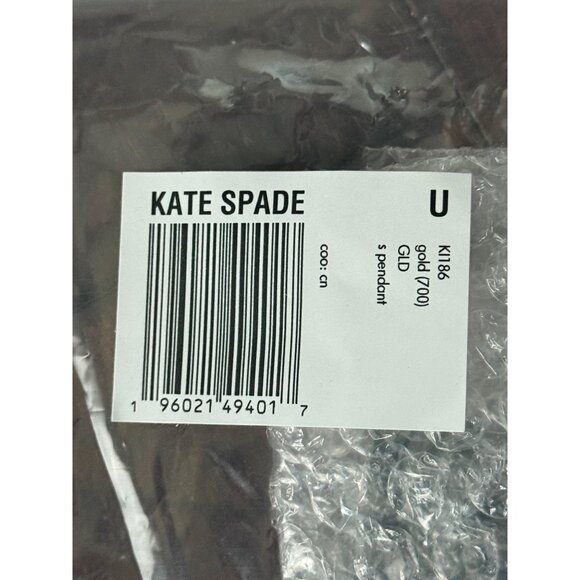 KATE SPADE
U
1 96021 49401 7
KI186
gold (700)
GLD
s pendant
coo: cn